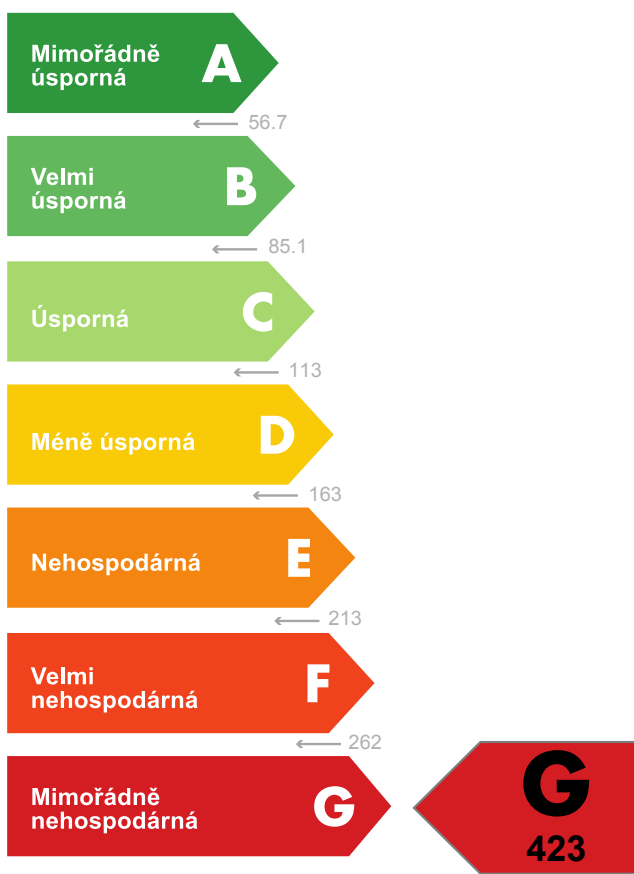 Mimořádně
úsporná
A
56.7
Velmi
úsporná
B
85.1
Úsporná
C
113
Méně úsporná
D
163
Nehospodárná
E
213
Velmi
nehospodárná
F
262
Mimořádně
nehospodárná
G
G
423